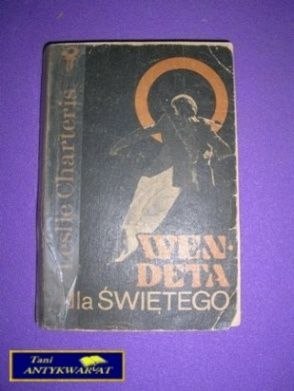 Leslie Charteris
WEN-
DETA
dla ŚWIĘTEGO
Tani
ANTYKWARIAT